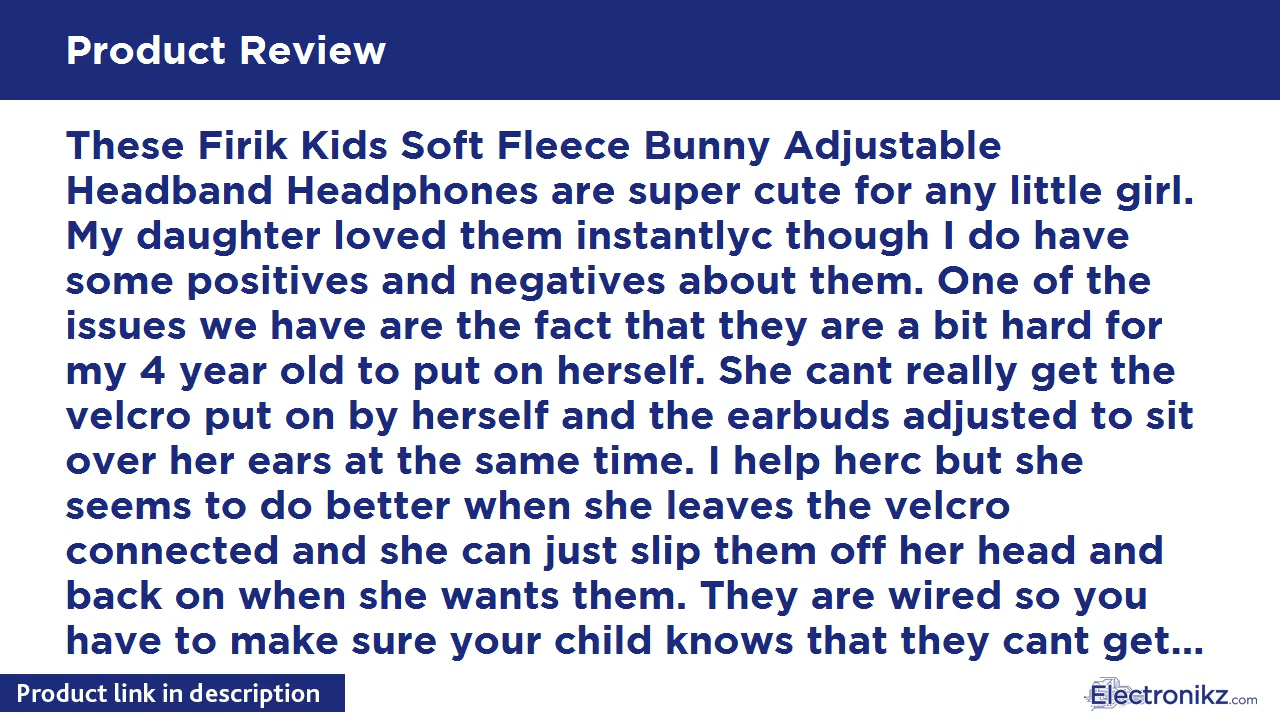 Product Review
These Firik Kids Soft Fleece Bunny Adjustable
Headband Headphones are super cute for any little girl.
My daughter loved them instantlyc though I do have
some positives and negatives about them. One of the
issues we have are the fact that they are a bit hard for
my 4 year old to put on herself. She cant really get the
velcro put on by herself and the earbuds adjusted to sit
over her ears at the same time. I help herc but she
seems to do better when she leaves the velcro
connected and she can just slip them off her head and
back on when she wants them. They are wired so you
have to make sure your child knows that they cant get...
Product link in description
Electronikz.com